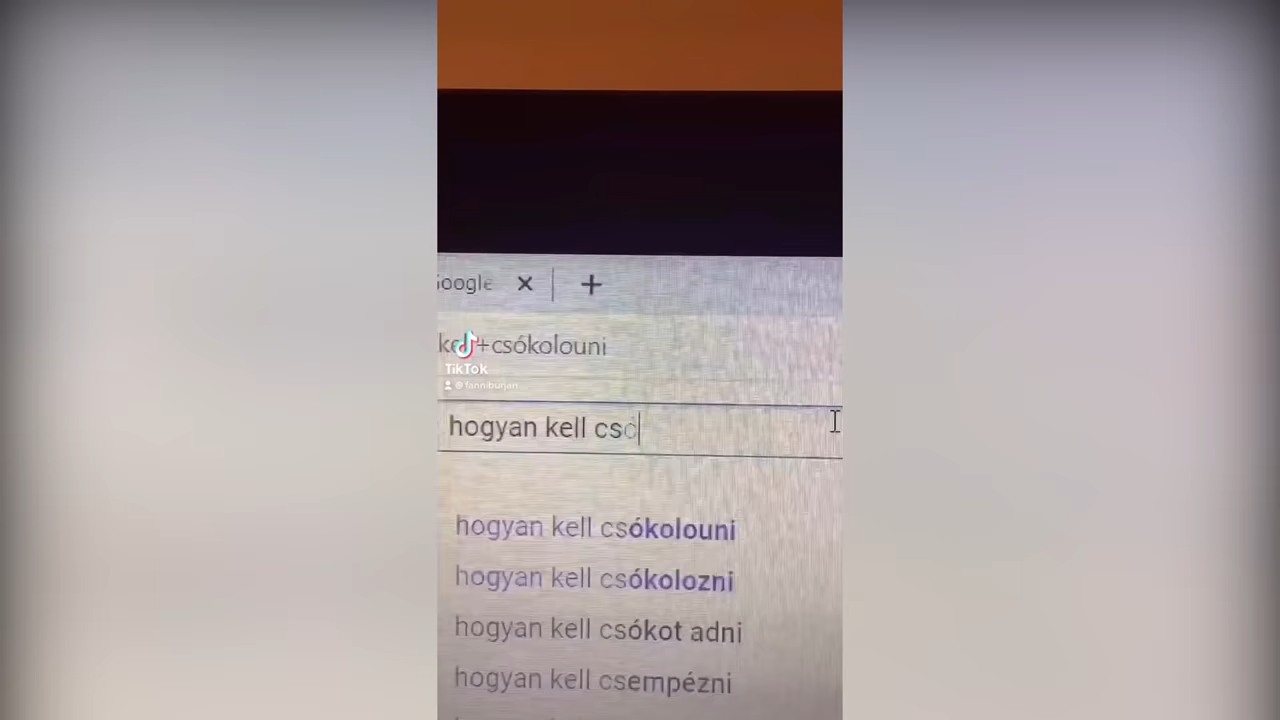 Google
kell+csókolouni
TikTok
@fanniburjan
hogyan kell csó
hogyan kell csókolouni
hogyan kell csókolozni
hogyan kell csókot adni
hogyan kell csempézni